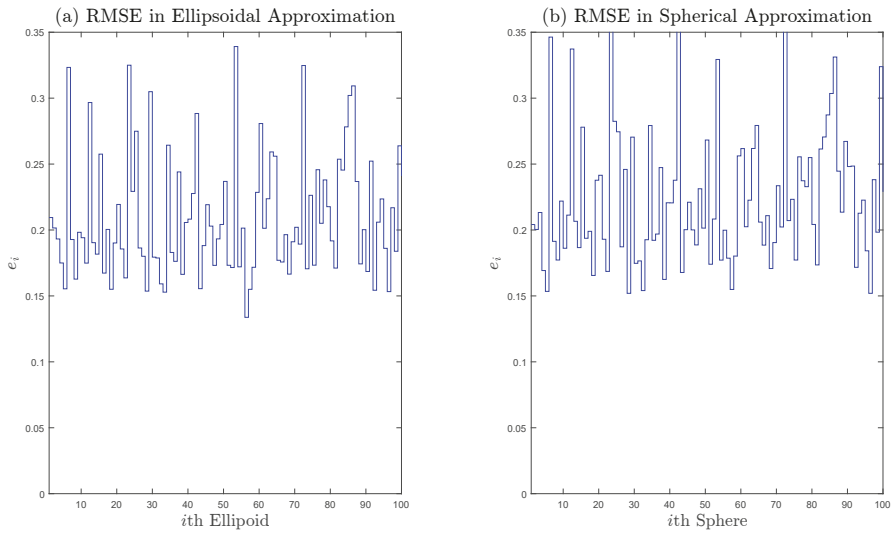 (a) RMSE in Ellipsoidal Approximation
0.35
0.3
0.25
0.2
0.15
0.1
0.05
0
e_i
10 20 30 40 50 60 70 80 90 100
ith Ellipoid
(b) RMSE in Spherical Approximation
0.35
0.3
0.25
0.2
0.15
0.1
0.05
0
e_i
10 20 30 40 50 60 70 80 90 100
ith Sphere